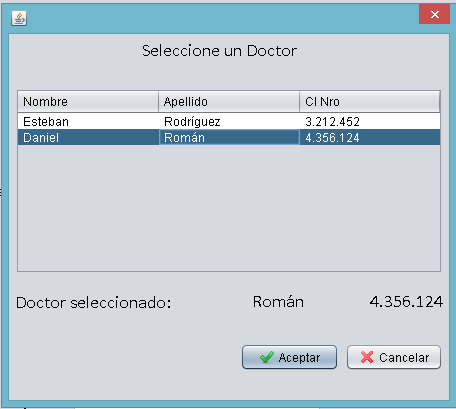 Seleccione un Doctor
Nombre Apellido CI Nro
Esteban Rodríguez 3.212.452
Daniel Román 4.356.124
Doctor seleccionado: Román 4.356.124
Aceptar Cancelar